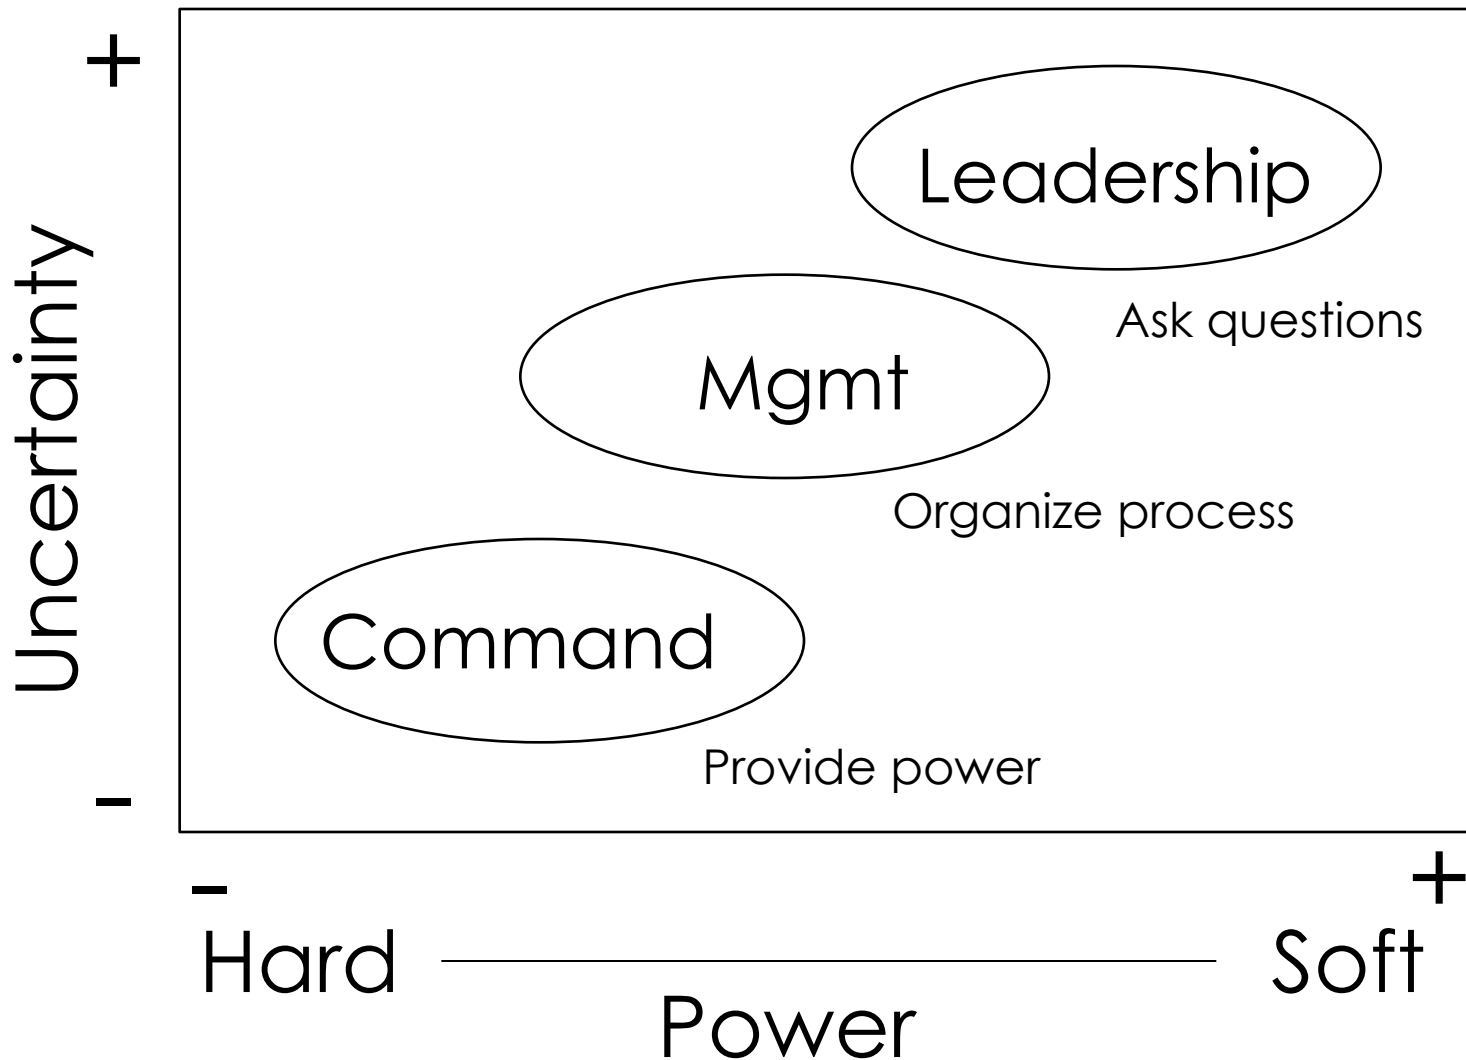 +
Leadership
Ask questions
Uncertainty
Mgmt
Organize process
Command
Provide power
-
- +
Hard Soft
Power